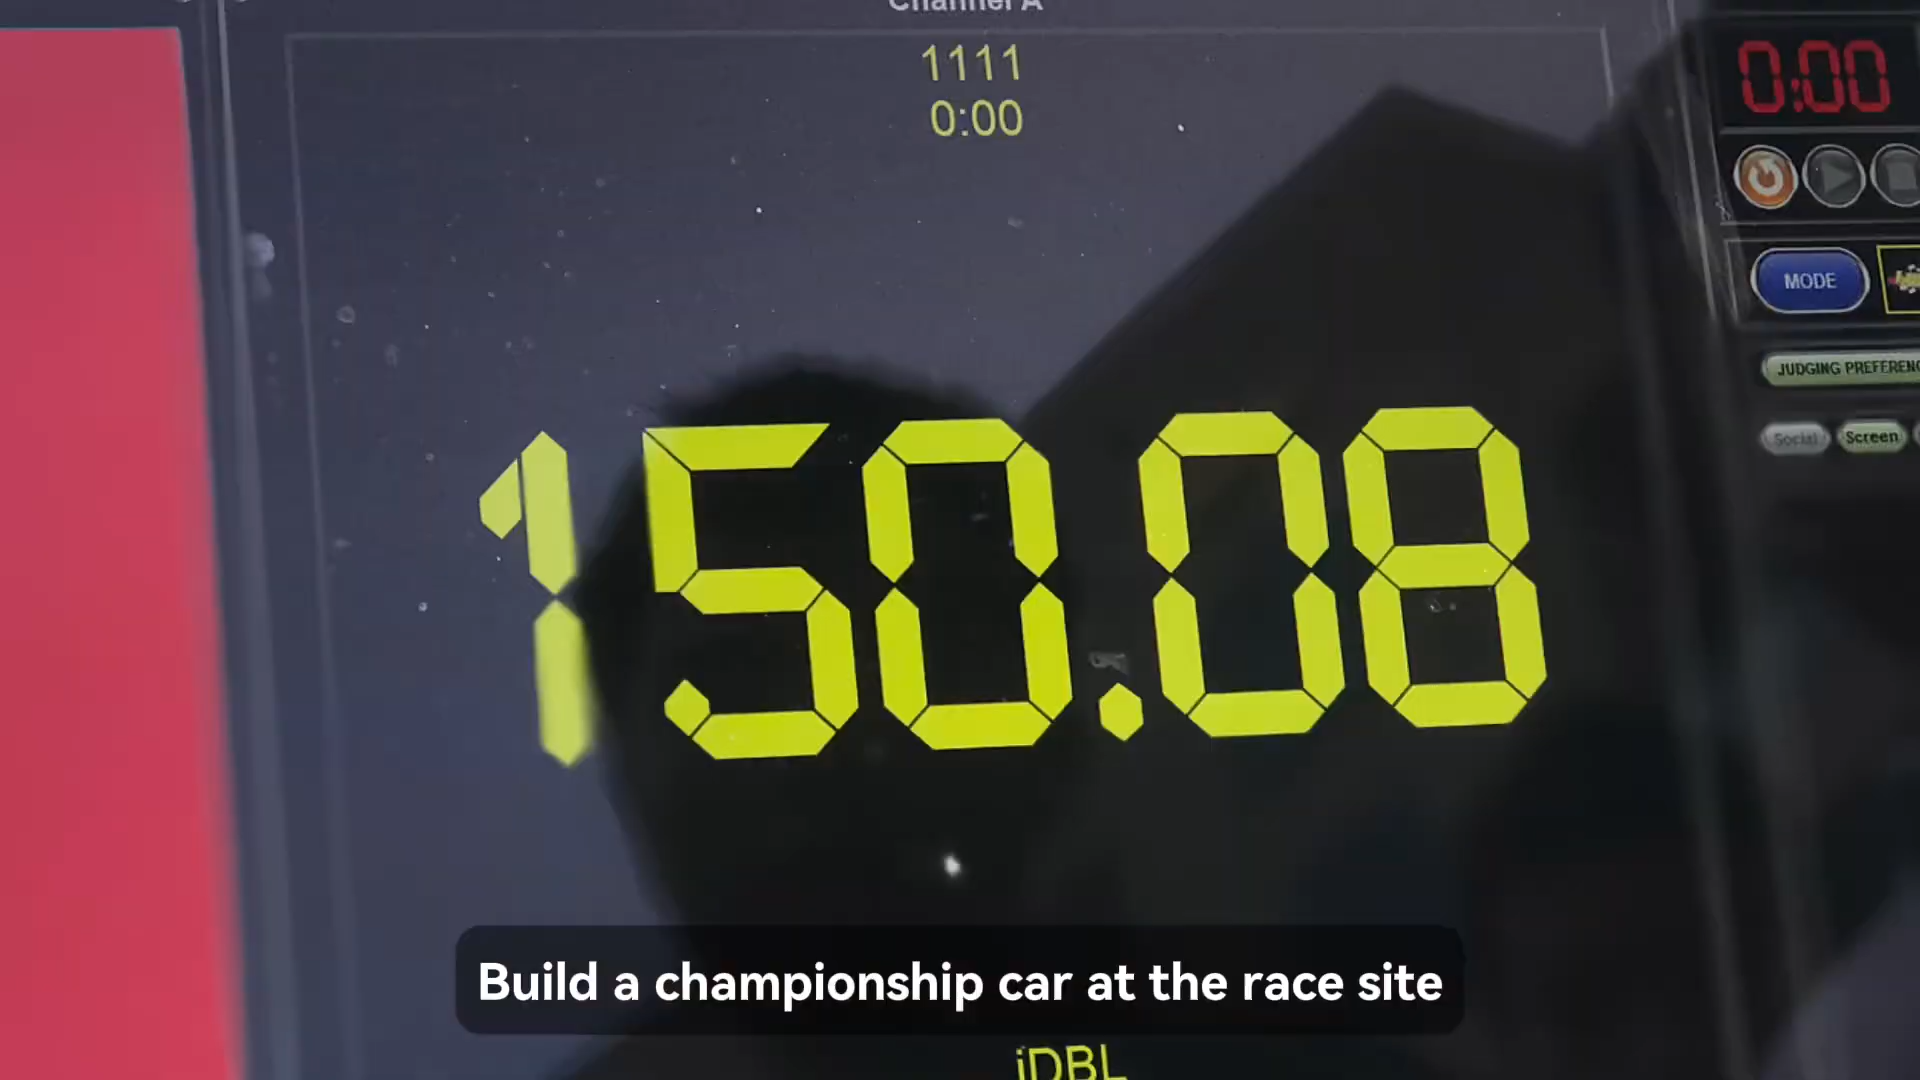 Channel A
1111
0:00
0:00
MODE
JUDGING PREFERENC
Social
Screen
150.08
Build a championship car at the race site
iDBL